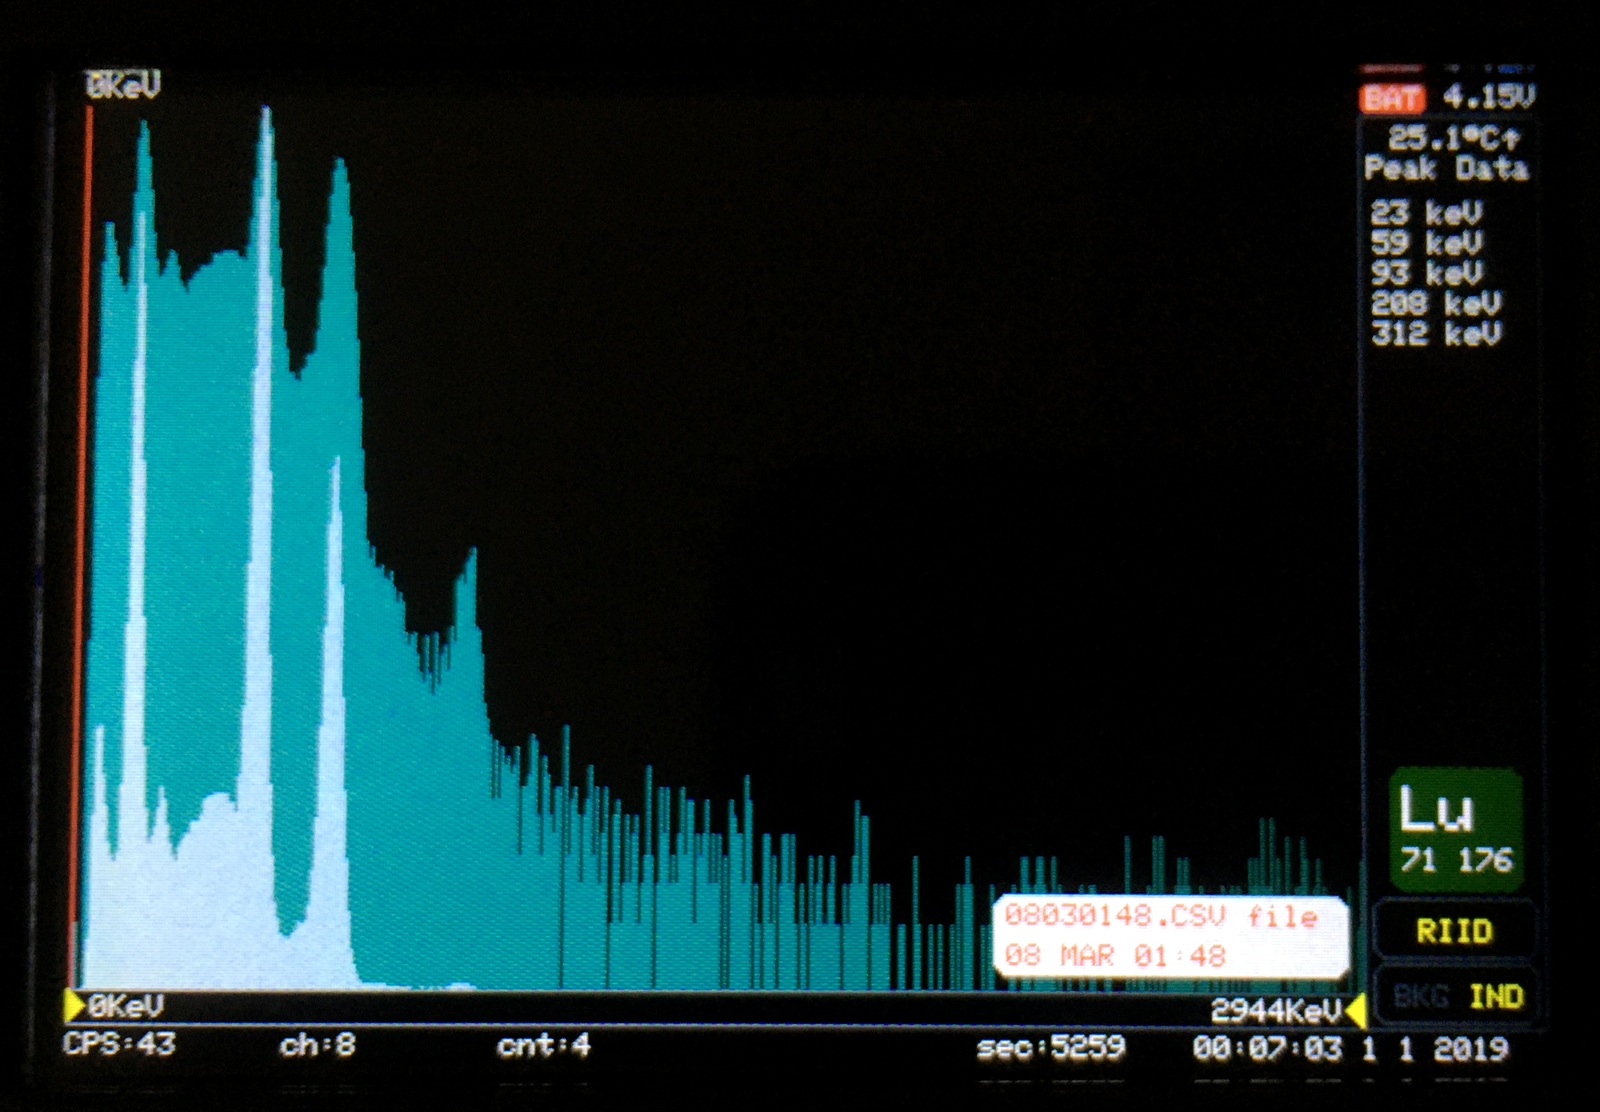 0KeV
BAT 4.15V
25.1°C↑
Peak Data
23 keV
59 keV
93 keV
208 keV
312 keV
Lu
71 176
RIID
BKG IND
08030148.CSV file
08 MAR 01:48
0KeV
2944KeV
CPS:43 ch:8 cnt:4 sec:5259 00:07:03 1 1 2019